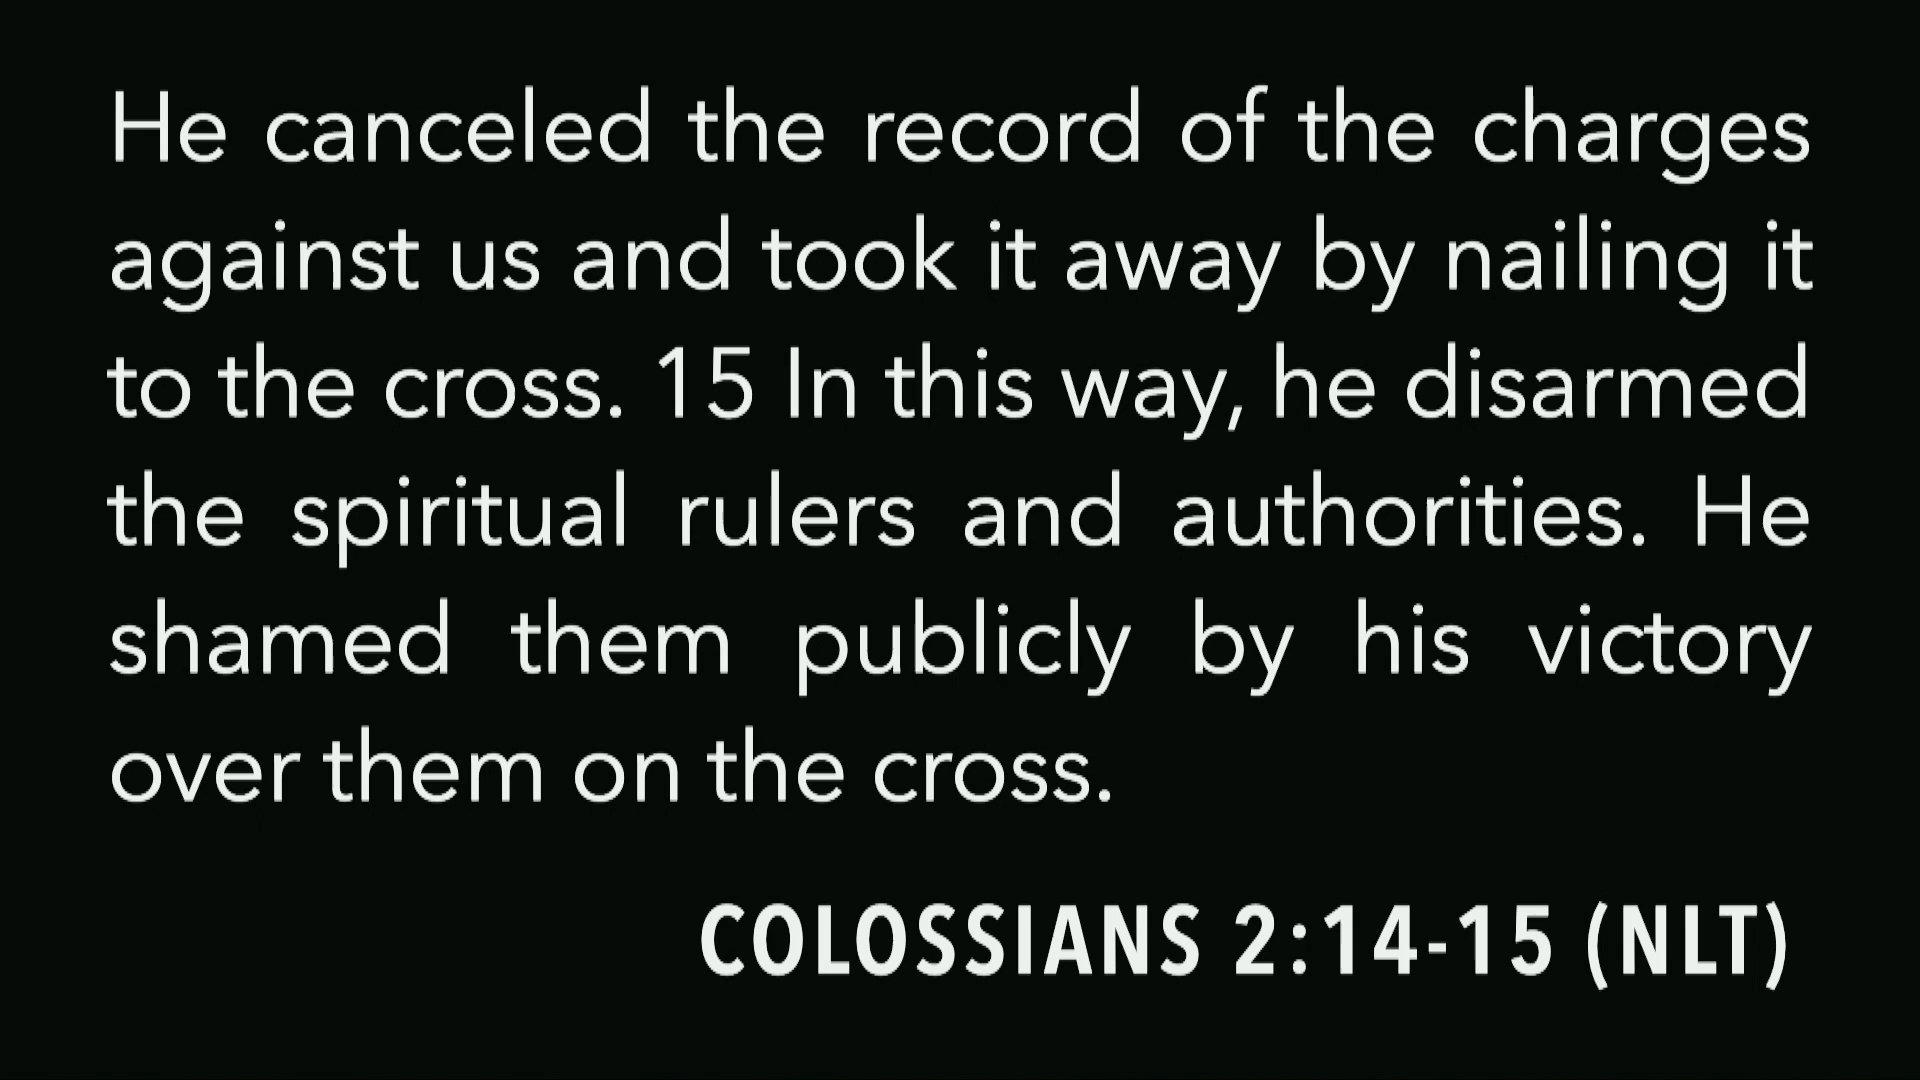 He canceled the record of the charges
against us and took it away by nailing it
to the cross. 15 In this way, he disarmed
the spiritual rulers and authorities. He
shamed them publicly by his victory
over them on the cross.
COLOSSIANS 2:14-15 (NLT)